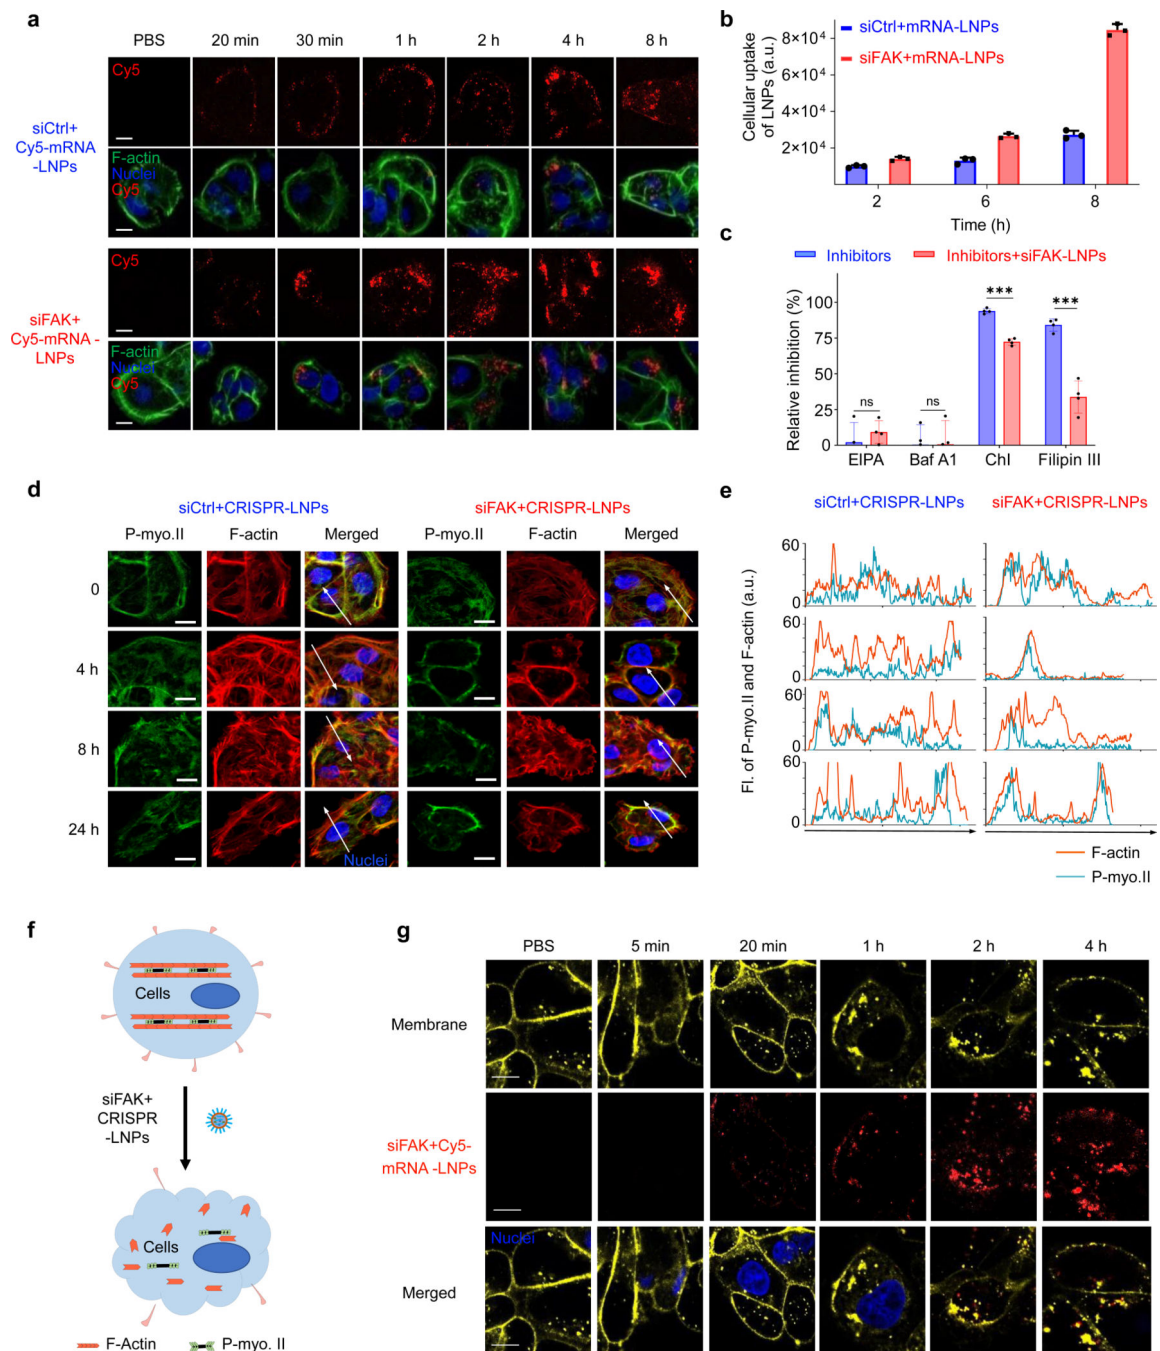 a
PBS 20 min 30 min 1 h 2 h 4 h 8 h
siCtrl+
Cy5-mRNA
-LNPs
Cy5
F-actin
Nuclei
Cy5
siFAK+
Cy5-mRNA -
LNPs
Cy5
F-actin
Nuclei
Cy5
b
Cellular uptake
of LNPs (a.u.)
8×10⁴
6×10⁴
4×10⁴
2×10⁴
siCtrl+mRNA-LNPs
siFAK+mRNA-LNPs
2 6 8
Time (h)
c
Inhibitors Inhibitors+siFAK-LNPs
Relative inhibition (%)
100
75
50
25
0
ns ns *** ***
EIPA Baf A1 Chl Filipin III
d
siCtrl+CRISPR-LNPs siFAK+CRISPR-LNPs
P-myo.II F-actin Merged P-myo.II F-actin Merged
0
4 h
8 h
24 h
Nuclei
e
siCtrl+CRISPR-LNPs siFAK+CRISPR-LNPs
FI. of P-myo.II and F-actin (a.u.)
60
0
60
0
60
0
60
0
F-actin
P-myo.II
f
Cells
siFAK+
CRISPR
-LNPs
Cells
F-Actin P-myo. II
g
PBS 5 min 20 min 1 h 2 h 4 h
Membrane
siFAK+Cy5-
mRNA -LNPs
Nuclei
Merged